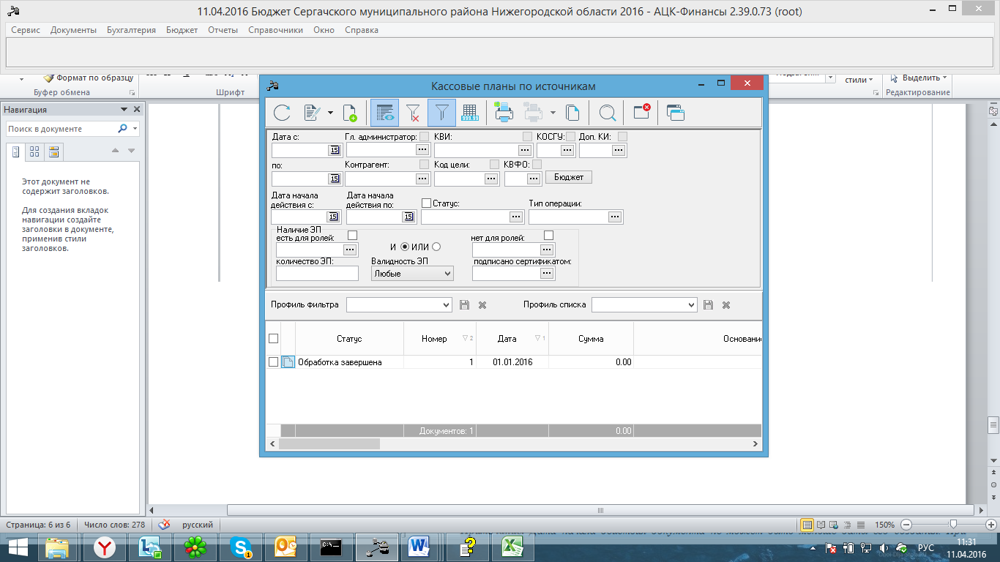 11.04.2016 Бюджет Сергачского муниципального района Нижегородской области 2016 - АЦК-Финансы 2.39.0.73 (root)
Сервис Документы Бухгалтерия Бюджет Отчеты Справочники Окно Справка
Формат по образцу
стили
Выделить
Буфер обмена
Шрифт
Редактирование
Навигация
Поиск в документе
Этот документ не
содержит заголовков.
Для создания вкладок
навигации создайте
заголовки в документе,
применив стили
заголовков.
Кассовые планы по источникам
Дата с: Гл. администратор: КВИ: КОСГУ: Доп. КИ:
15
по: Контрагент: Код цели: КВФО:
15 Бюджет
Дата начала
действия с:
Дата начала
действия по:
Статус: Тип операции:
15 15
Наличие ЭП
есть для ролей: нет для ролей:
И ИЛИ
количество ЭП: Валидность ЭП подписано сертификатом:
Любые
Профиль фильтра Профиль списка
Статус Номер 2 Дата 1 Сумма Основани
Обработка завершена 1 01.01.2016 0.00
Документов: 1 0.00
Страница: 6 из 6 Число слов: 278 русский 150%
РУС
11:31
11.04.2016